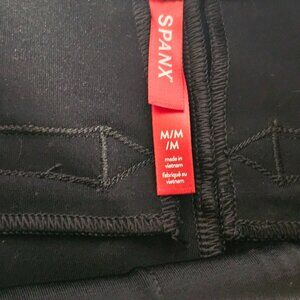 SPANX
M/M
/M
made in
vietnam
fabriqué au
vietnam